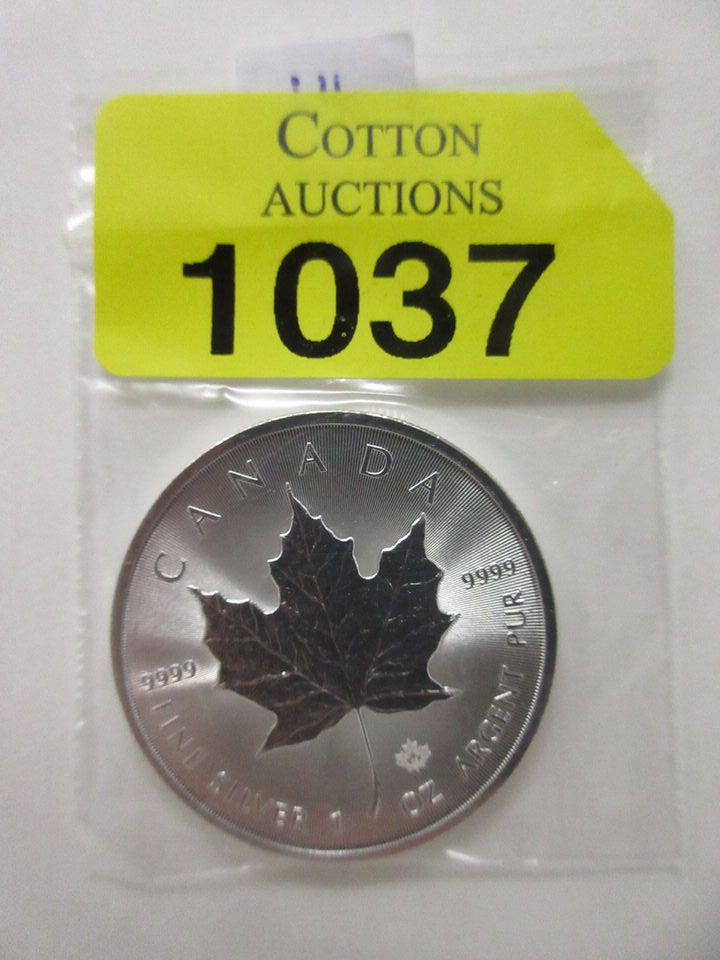 COTTON
AUCTIONS
1037
CANADA
9999
9999
FINE SILVER 1 OZ ARGENT PUR